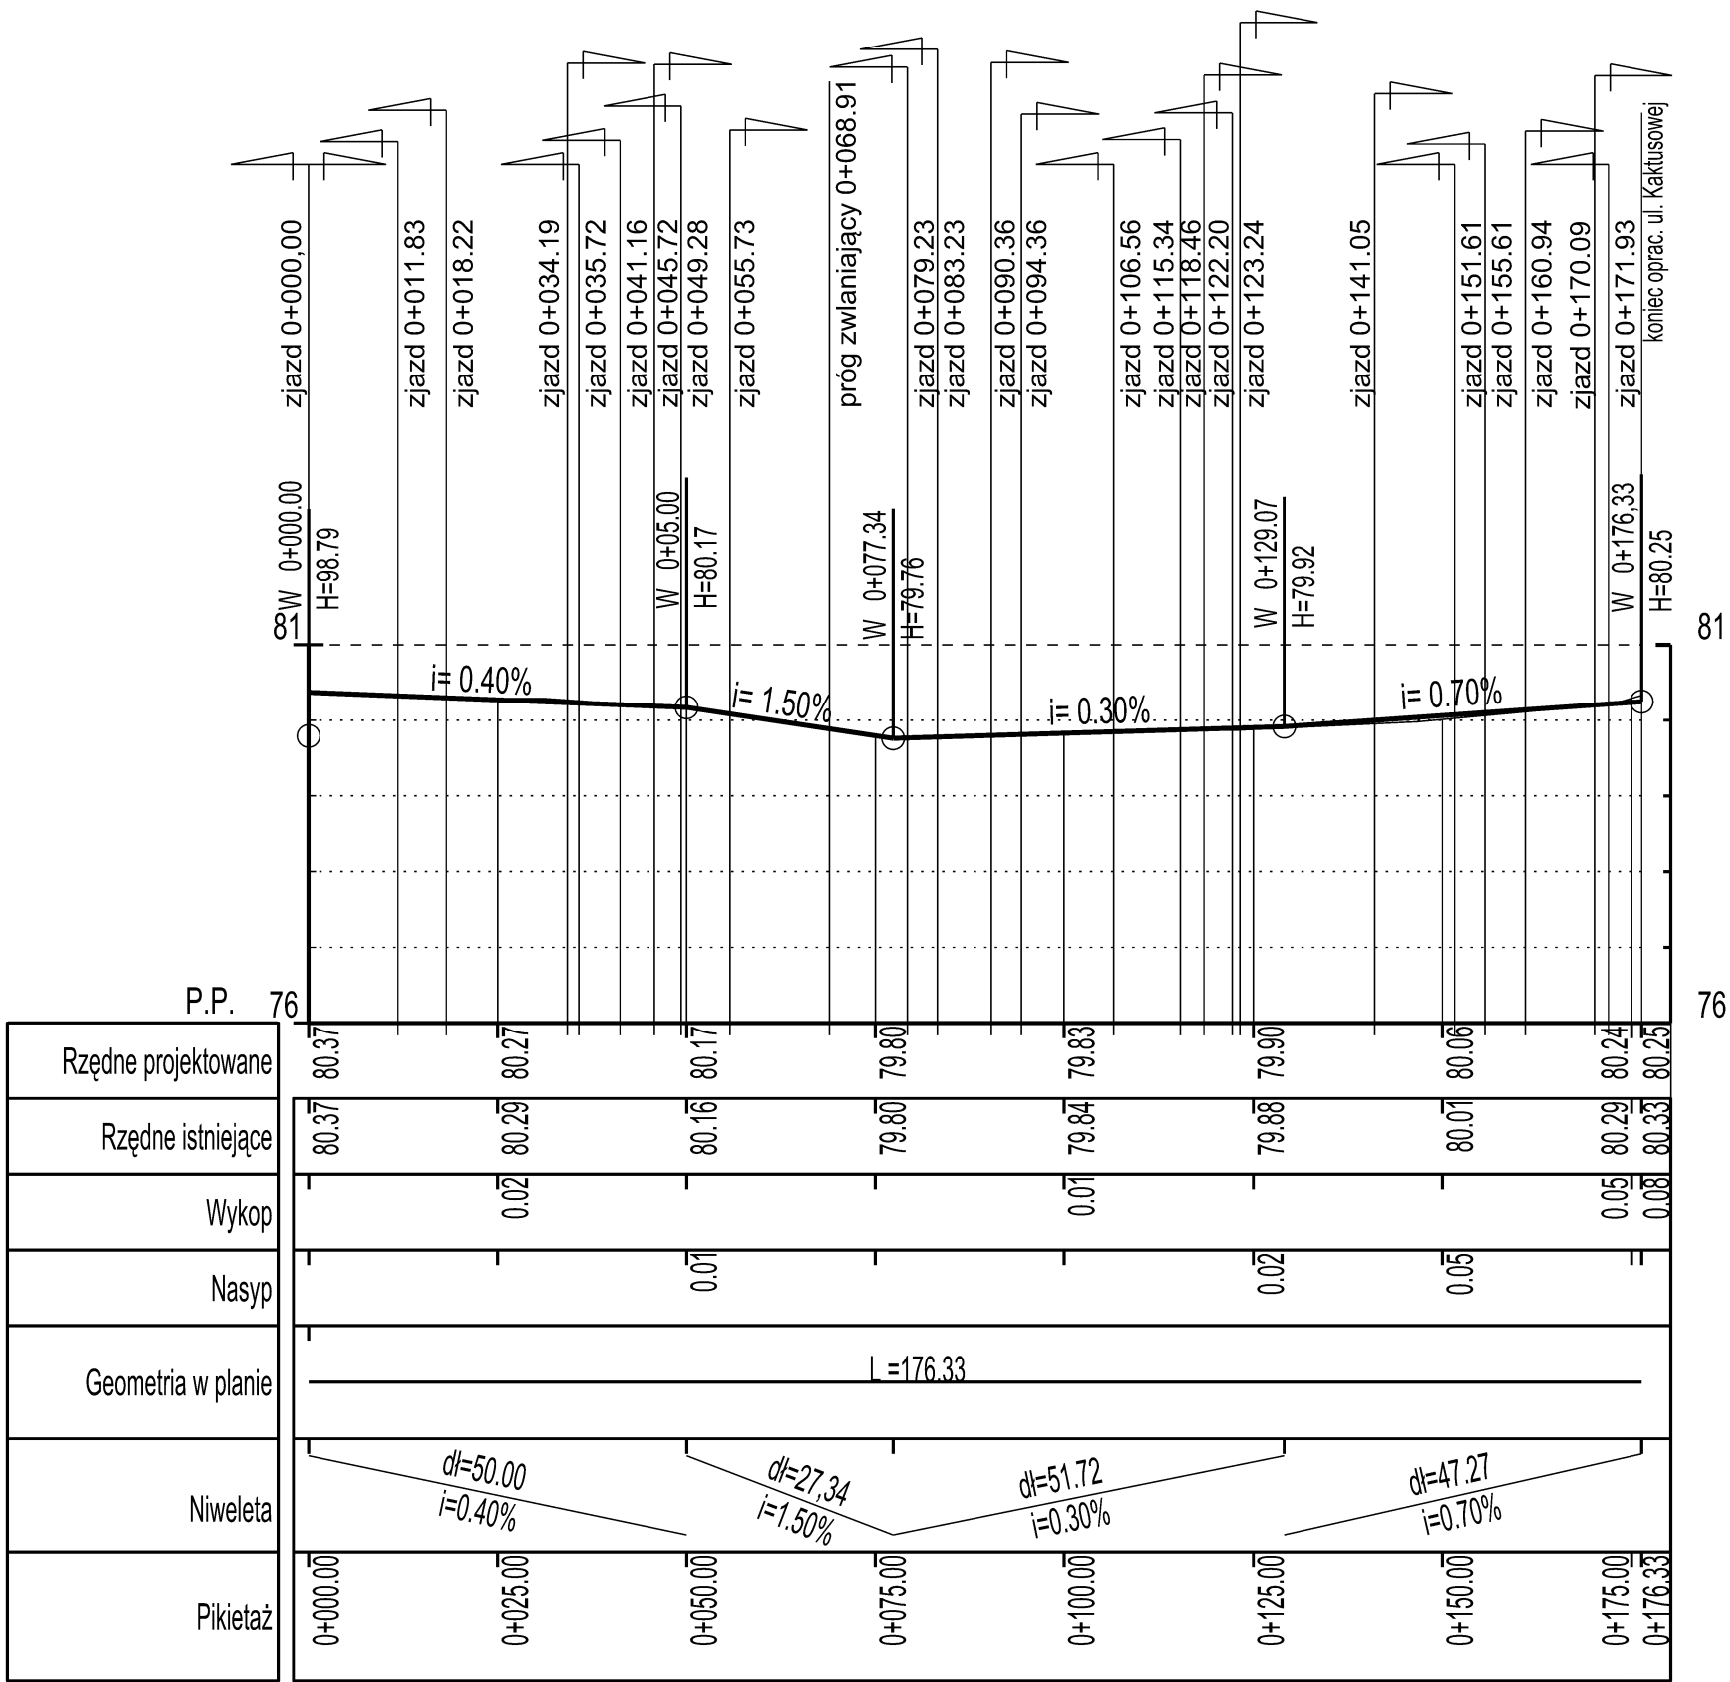 zjazd 0+000,00
zjazd 0+011.83
zjazd 0+018.22
zjazd 0+034.19
zjazd 0+035.72
zjazd 0+041.16
zjazd 0+045.72
zjazd 0+049.28
zjazd 0+055.73
próg zwlaniający 0+068.91
zjazd 0+079.23
zjazd 0+083.23
zjazd 0+090.36
zjazd 0+094.36
zjazd 0+106.56
zjazd 0+115.34
zjazd 0+118.46
zjazd 0+122.20
zjazd 0+123.24
zjazd 0+141.05
zjazd 0+151.61
zjazd 0+155.61
zjazd 0+160.94
zjazd 0+170.09
zjazd 0+171.93
koniec oprac. ul. Kaktusowej
W 0+000.00
H=98.79
W 0+05.00
H=80.17
W 0+077.34
H=79.76
W 0+129.07
H=79.92
W 0+176,33
H=80.25
81
81
i= 0.40%
i= 1.50%
i= 0.30%
i= 0.70%
P.P. 76
76
Rzędne projektowane
80.37
80.27
80.17
79.80
79.83
79.90
80.06
80.24
80.25
Rzędne istniejące
80.37
80.29
80.16
79.80
79.84
79.88
80.01
80.29
80.33
Wykop
0.02
0.01
0.05
0.08
Nasyp
0.01
0.02
0.05
Geometria w planie
L =176.33
Niweleta
dł=50.00
i=0.40%
dł=27,34
i=1.50%
dł=51.72
i=0.30%
dł=47.27
i=0.70%
Pikietaż
0+000.00
0+025.00
0+050.00
0+075.00
0+100.00
0+125.00
0+150.00
0+175.00
0+176.33